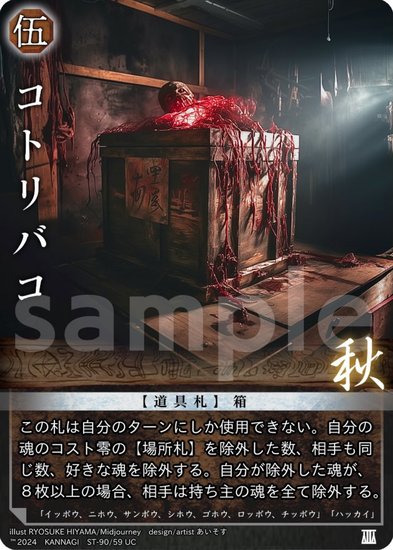 伍
コトリバコ
sample
秋
【道具札】 箱
この札は自分のターンにしか使用できない。自分の
魂のコスト零の【場所札】を除外した数、相手も同
じ数、好きな魂を除外する。自分が除外した魂が、
８枚以上の場合、相手は持ち主の魂を全て除外する。
「イッポウ、ニホウ、サンポウ、シホウ、ゴホウ、ロッポウ、チッポウ」「ハッカイ」
illust RYOSUKE HIYAMA/Midjourney design/artist あいそす
™2024 KANNAGI ST-90/59 UC